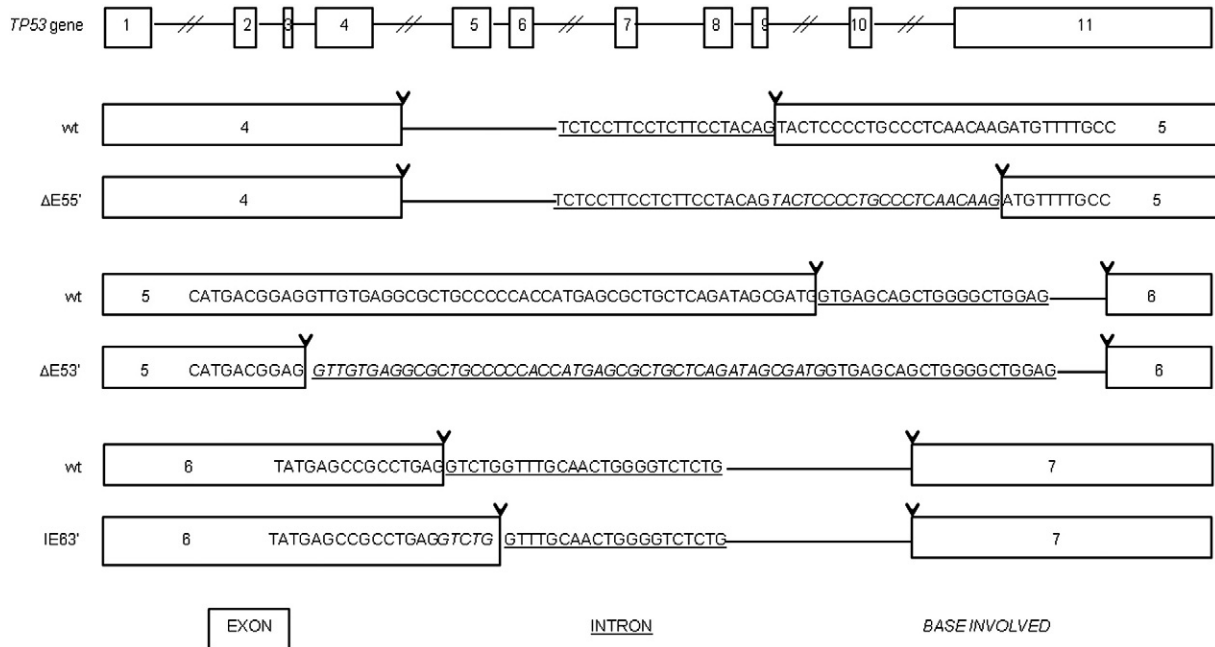 TP53 gene 1 2 3 4 5 6 7 8 9 10 11
wt 4 TCTCCTTCCTCTTCCTACAGTACTCCCCTGCCCTCAACAAGATGTTTTGCC 5
ΔE55' 4 TCTCCTTCCTCTTCCTACAGTACTCCCCTGCCCTCAACAAGATGTTTTGCC 5
wt 5 CATGACGGAGGTTGTGAGGCGCTGCCCCCACCATGAGCGCTGCTCAGATAGCGATGGTGAGCAGCTGGGGCTGGAG 6
ΔE53' 5 CATGACGGAG GTTGTGAGGCGCTGCCCCCACCATGAGCGCTGCTCAGATAGCGATGGTGAGCAGCTGGGGCTGGAG 6
wt 6 TATGAGCCGCCTGAGGTCTGGTTTGCAACTGGGGTCTCTG 7
IE63' 6 TATGAGCCGCCTGAGGTCTG GTTTGCAACTGGGGTCTCTG 7
EXON INTRON BASE INVOLVED